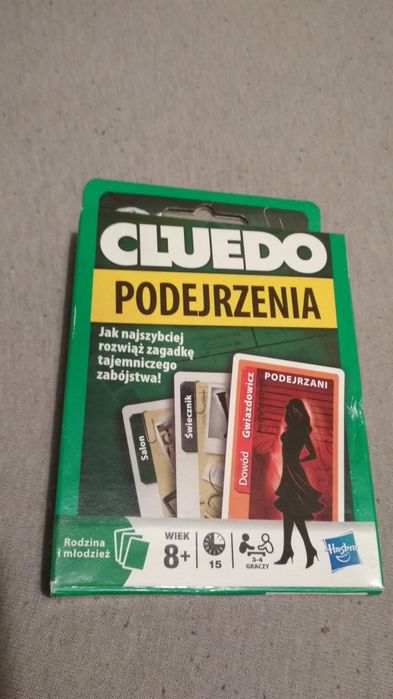 CLUEDO
PODEJRZENIA
Jak najszybciej
rozwiąż zagadkę
tajemniczego
zabójstwa!
Salon
Świecznik
Dowód Gwiazdowicz
PODEJRZANI
Rodzina
i młodzież
WIEK
8+
15
3-4
GRACZY
Hasbro